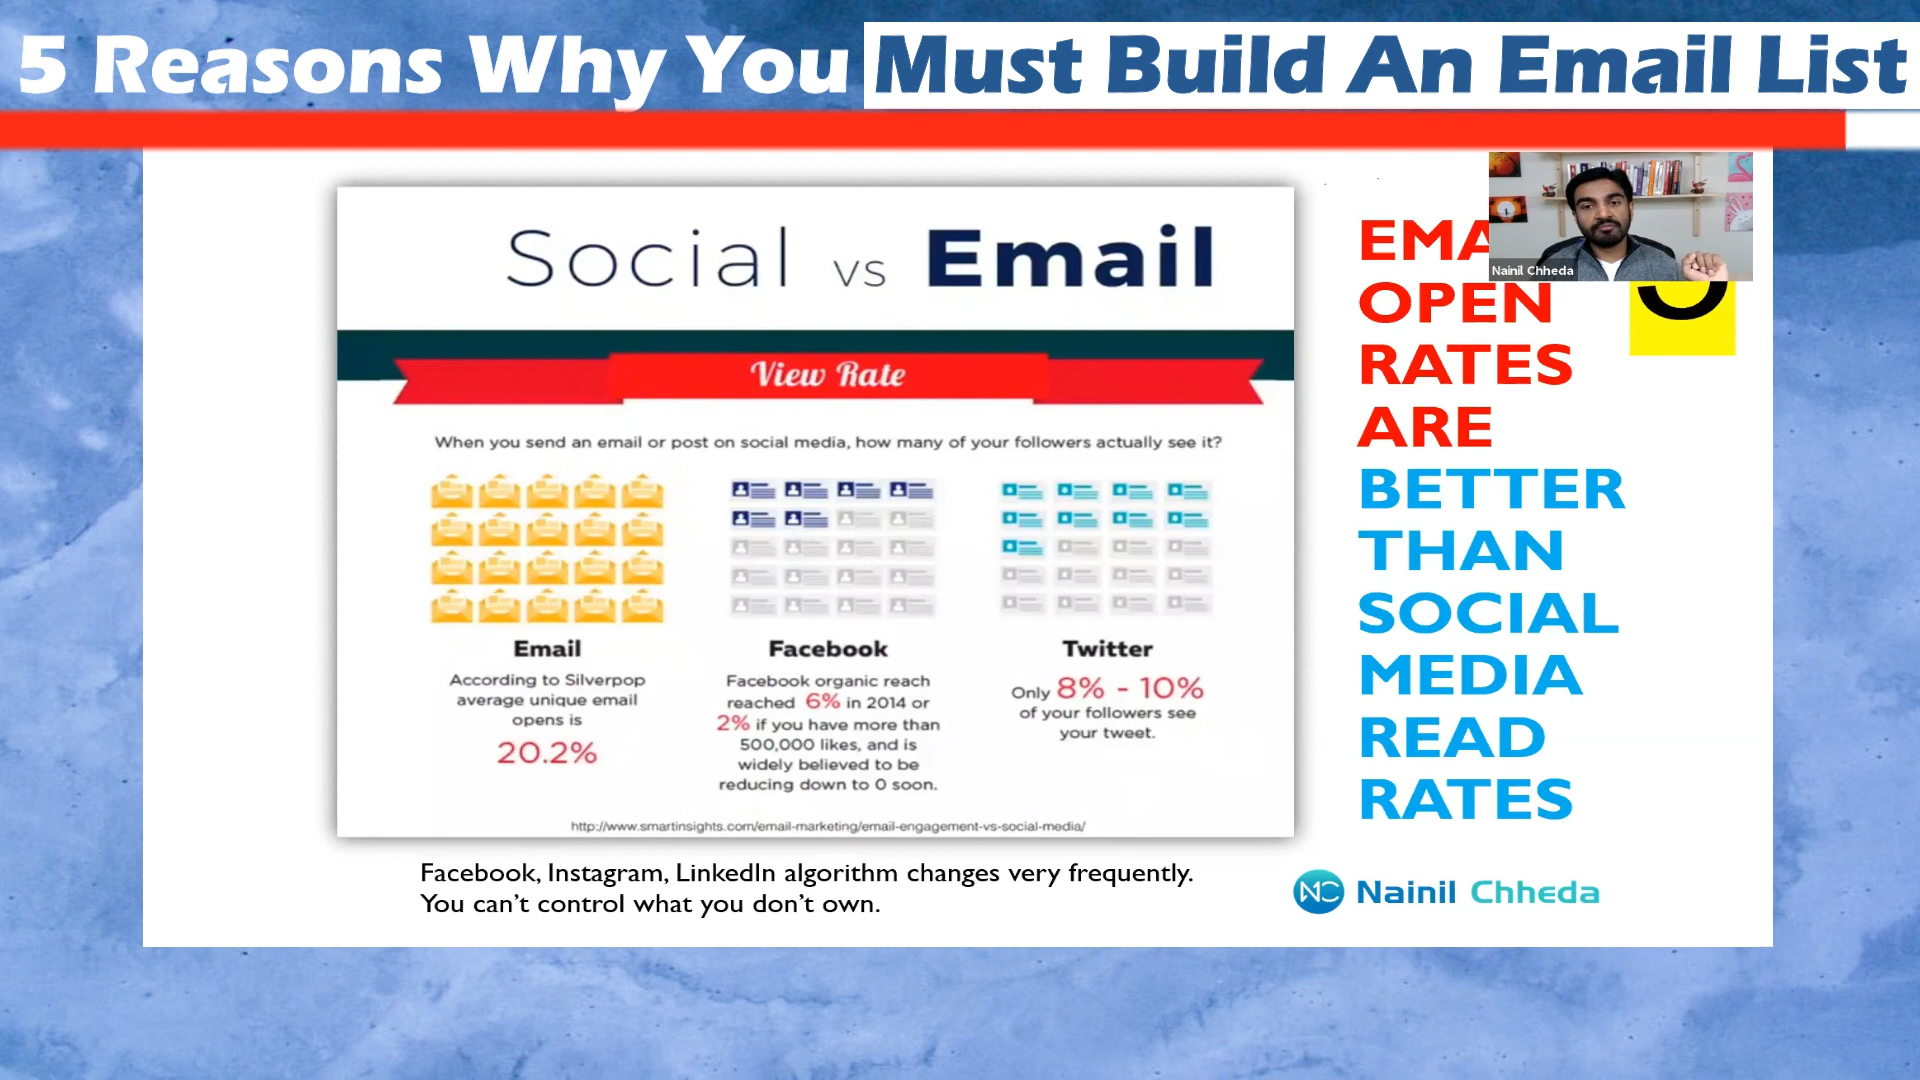 5 Reasons Why You Must Build An Email List
Social vs Email
View Rate
When you send an email or post on social media, how many of your followers actually see it?
Email
According to Silverpop
average unique email
opens is
20.2%
Facebook
Facebook organic reach
reached 6% in 2014 or
2% if you have more than
500,000 likes, and is
widely believed to be
reducing down to 0 soon.
Twitter
Only 8% - 10%
of your followers see
your tweet.
http://www.smartinsights.com/email-marketing/email-engagement-vs-social-media/
Facebook, Instagram, LinkedIn algorithm changes very frequently.
You can't control what you don't own.
Nainil Chheda
OPEN
RATES
ARE
BETTER
THAN
SOCIAL
MEDIA
READ
RATES
NC Nainil Chheda